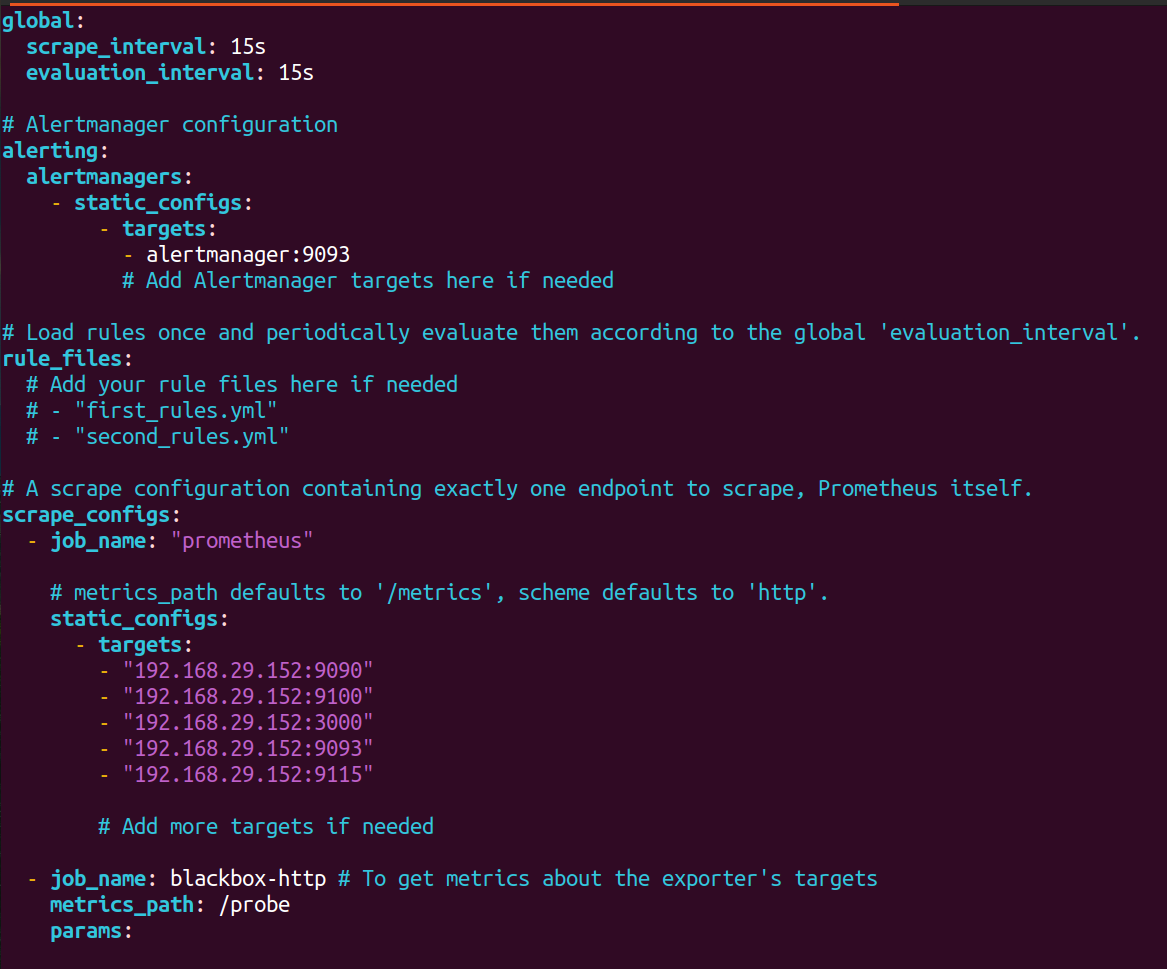 global:
  scrape_interval: 15s
  evaluation_interval: 15s

# Alertmanager configuration
alerting:
  alertmanagers:
    - static_configs:
        - targets:
          - alertmanager:9093
          # Add Alertmanager targets here if needed

# Load rules once and periodically evaluate them according to the global 'evaluation_interval'.
rule_files:
  # Add your rule files here if needed
  # - "first_rules.yml"
  # - "second_rules.yml"

# A scrape configuration containing exactly one endpoint to scrape, Prometheus itself.
scrape_configs:
  - job_name: "prometheus"

    # metrics_path defaults to '/metrics', scheme defaults to 'http'.
    static_configs:
      - targets:
        - "192.168.29.152:9090"
        - "192.168.29.152:9100"
        - "192.168.29.152:3000"
        - "192.168.29.152:9093"
        - "192.168.29.152:9115"

        # Add more targets if needed

  - job_name: blackbox-http # To get metrics about the exporter's targets
    metrics_path: /probe
    params: